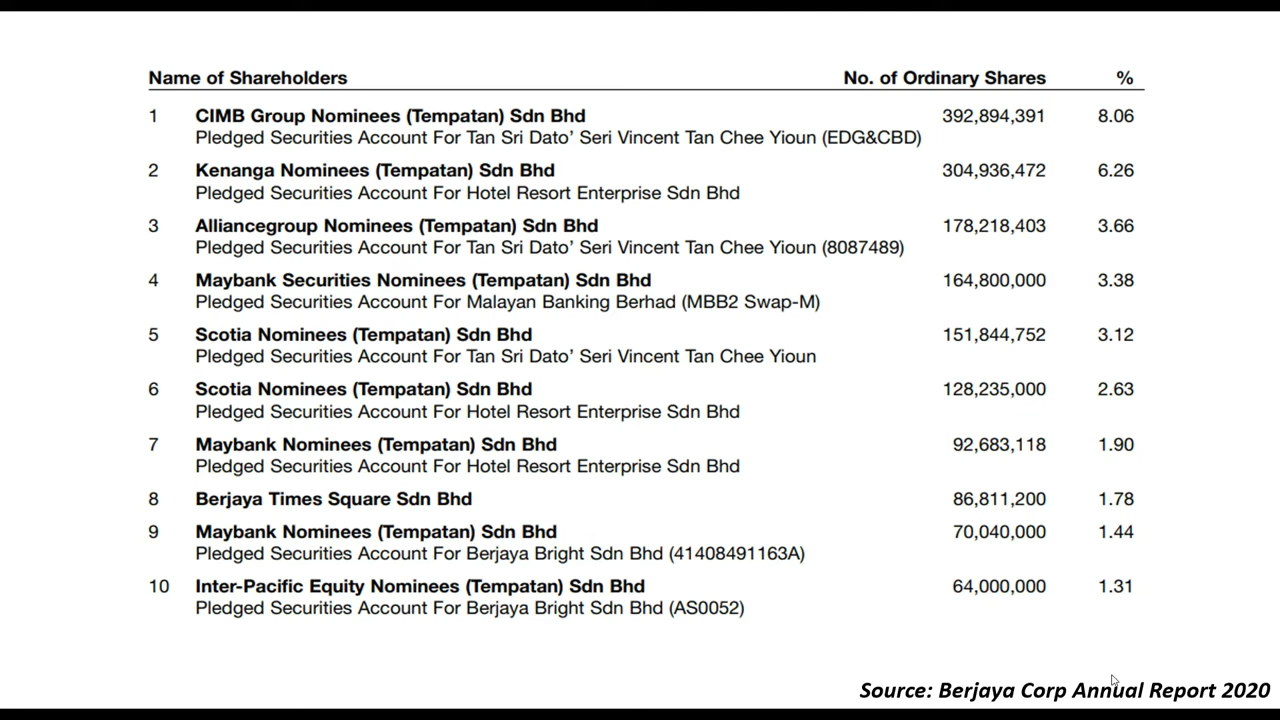 Name of Shareholders No. of Ordinary Shares %
1 CIMB Group Nominees (Tempatan) Sdn Bhd 392,894,391 8.06
Pledged Securities Account For Tan Sri Dato’ Seri Vincent Tan Chee Yioun (EDG&CBD)
2 Kenanga Nominees (Tempatan) Sdn Bhd 304,936,472 6.26
Pledged Securities Account For Hotel Resort Enterprise Sdn Bhd
3 Alliancegroup Nominees (Tempatan) Sdn Bhd 178,218,403 3.66
Pledged Securities Account For Tan Sri Dato’ Seri Vincent Tan Chee Yioun (8087489)
4 Maybank Securities Nominees (Tempatan) Sdn Bhd 164,800,000 3.38
Pledged Securities Account For Malayan Banking Berhad (MBB2 Swap-M)
5 Scotia Nominees (Tempatan) Sdn Bhd 151,844,752 3.12
Pledged Securities Account For Tan Sri Dato’ Seri Vincent Tan Chee Yioun
6 Scotia Nominees (Tempatan) Sdn Bhd 128,235,000 2.63
Pledged Securities Account For Hotel Resort Enterprise Sdn Bhd
7 Maybank Nominees (Tempatan) Sdn Bhd 92,683,118 1.90
Pledged Securities Account For Hotel Resort Enterprise Sdn Bhd
8 Berjaya Times Square Sdn Bhd 86,811,200 1.78
9 Maybank Nominees (Tempatan) Sdn Bhd 70,040,000 1.44
Pledged Securities Account For Berjaya Bright Sdn Bhd (41408491163A)
10 Inter-Pacific Equity Nominees (Tempatan) Sdn Bhd 64,000,000 1.31
Pledged Securities Account For Berjaya Bright Sdn Bhd (AS0052)
Source: Berjaya Corp Annual Report 2020